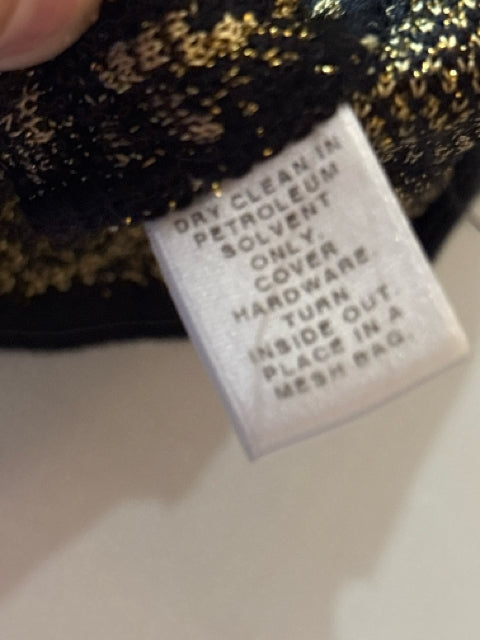 DRY CLEAN IN
PETROLEUM
SOLVENT
ONLY.
COVER
HARDWARE.
TURN
INSIDE OUT.
PLACE IN A
MESH BAG.